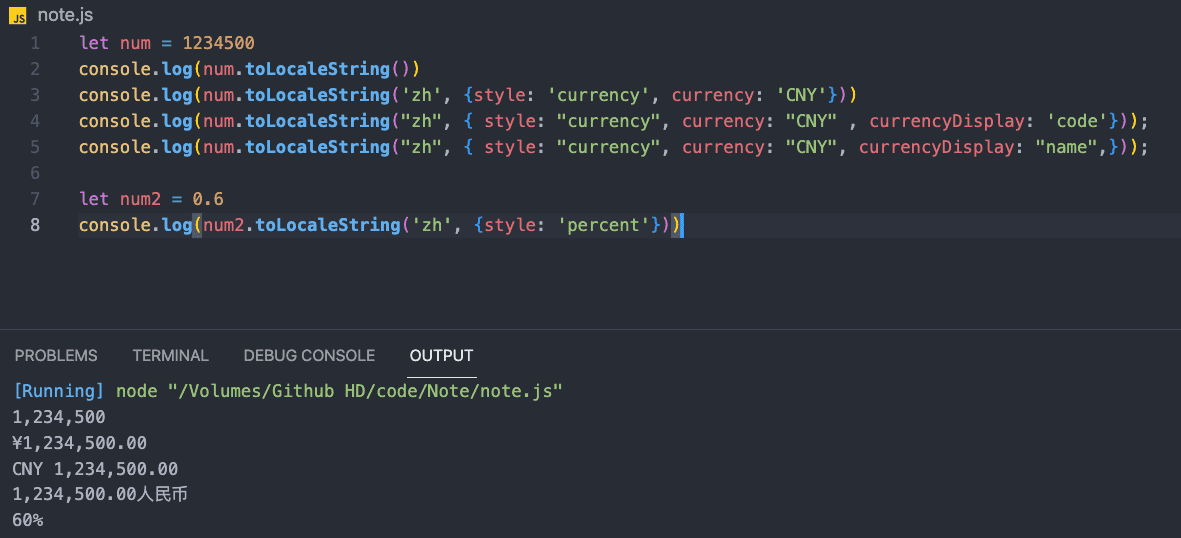 JS note.js
1 let num = 1234500
2 console.log(num.toLocaleString())
3 console.log(num.toLocaleString('zh', {style: 'currency', currency: 'CNY'}))
4 console.log(num.toLocaleString("zh", { style: "currency", currency: "CNY" , currencyDisplay: 'code'}));
5 console.log(num.toLocaleString("zh", { style: "currency", currency: "CNY", currencyDisplay: "name",}));
6
7 let num2 = 0.6
8 console.log(num2.toLocaleString('zh', {style: 'percent'}))
PROBLEMS TERMINAL DEBUG CONSOLE OUTPUT
[Running] node "/Volumes/Github HD/code/Note/note.js"
1,234,500
¥1,234,500.00
CNY 1,234,500.00
1,234,500.00人民币
60%